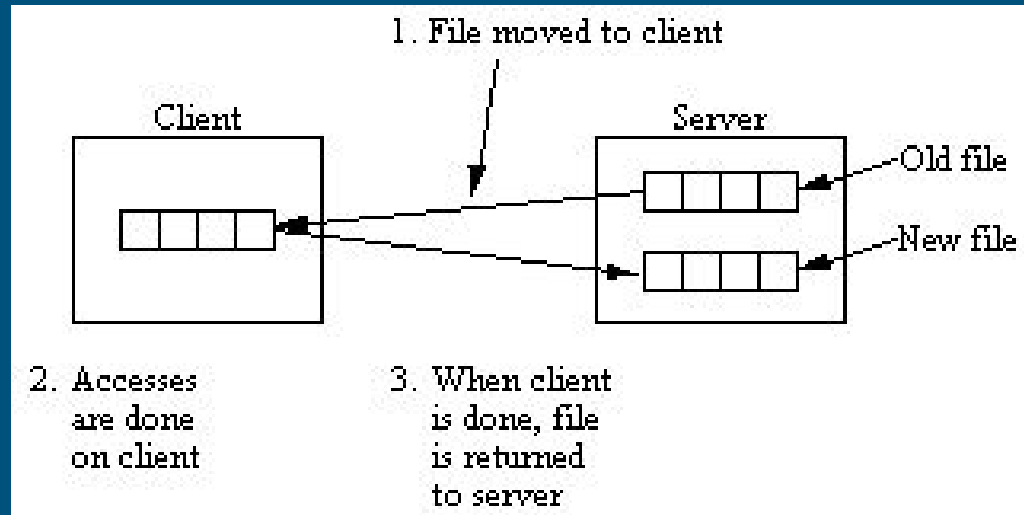 1. File moved to client
Client
Server
Old file
New file
2. Accesses
are done
on client
3. When client
is done, file
is returned
to server